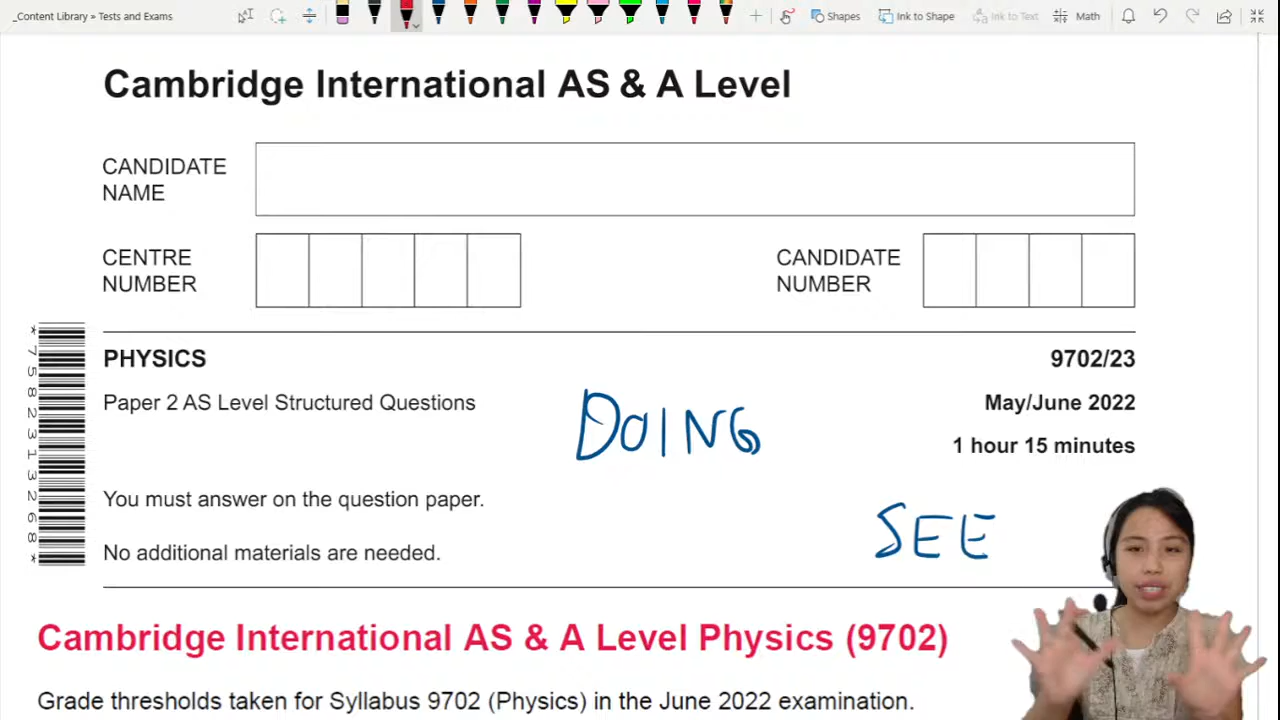 _Content Library » Tests and Exams
Shapes
Ink to Shape
Ink to Text
Math
Cambridge International AS & A Level
CANDIDATE
NAME
CENTRE
NUMBER
CANDIDATE
NUMBER
*7582313268*
PHYSICS
9702/23
Paper 2 AS Level Structured Questions
May/June 2022
1 hour 15 minutes
DOING
You must answer on the question paper.
SEE
No additional materials are needed.
Cambridge International AS & A Level Physics (9702)
Grade thresholds taken for Syllabus 9702 (Physics) in the June 2022 examination.